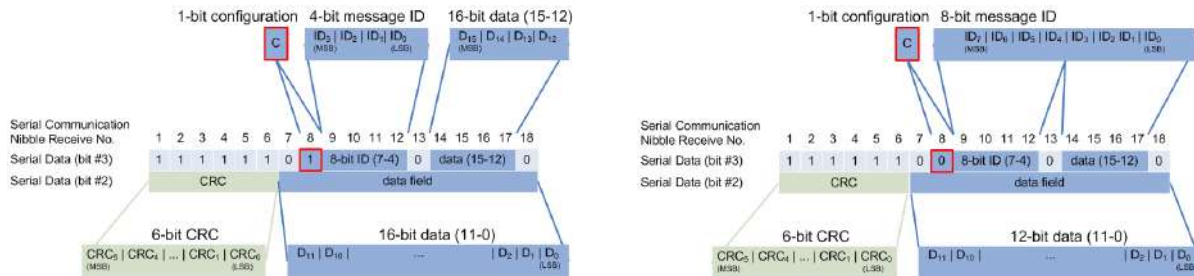 1-bit configuration 4-bit message ID 16-bit data (15-12)
C
ID3 | ID2 | ID1 | ID0
(MSB) (LSB)
D15 | D14 | D13 | D12
(MSB)
Serial Communication
Nibble Receive No. 1 2 3 4 5 6 7 8 9 10 11 12 13 14 15 16 17 18
Serial Data (bit #3) 1 1 1 1 1 1 0 1 8-bit ID (7-4) 0 data (15-12) 0
Serial Data (bit #2) CRC data field
6-bit CRC 16-bit data (11-0)
CRC5 | CRC4 | ... | CRC1 | CRC0
(MSB) (LSB)
D11 | D10 | ... | D2 | D1 | D0
(LSB)
1-bit configuration 8-bit message ID
C
ID7 | ID6 | ID5 | ID4 | ID3 | ID2 ID1 | ID0
(MSB) (LSB)
Serial Communication
Nibble Receive No. 1 2 3 4 5 6 7 8 9 10 11 12 13 14 15 16 17 18
Serial Data (bit #3) 1 1 1 1 1 1 0 0 8-bit ID (7-4) 0 data (15-12) 0
Serial Data (bit #2) CRC data field
6-bit CRC 12-bit data (11-0)
CRC5 | CRC4 | ... | CRC1 | CRC0
(MSB) (LSB)
D11 | D10 | ... | D2 | D1 | D0
(LSB)